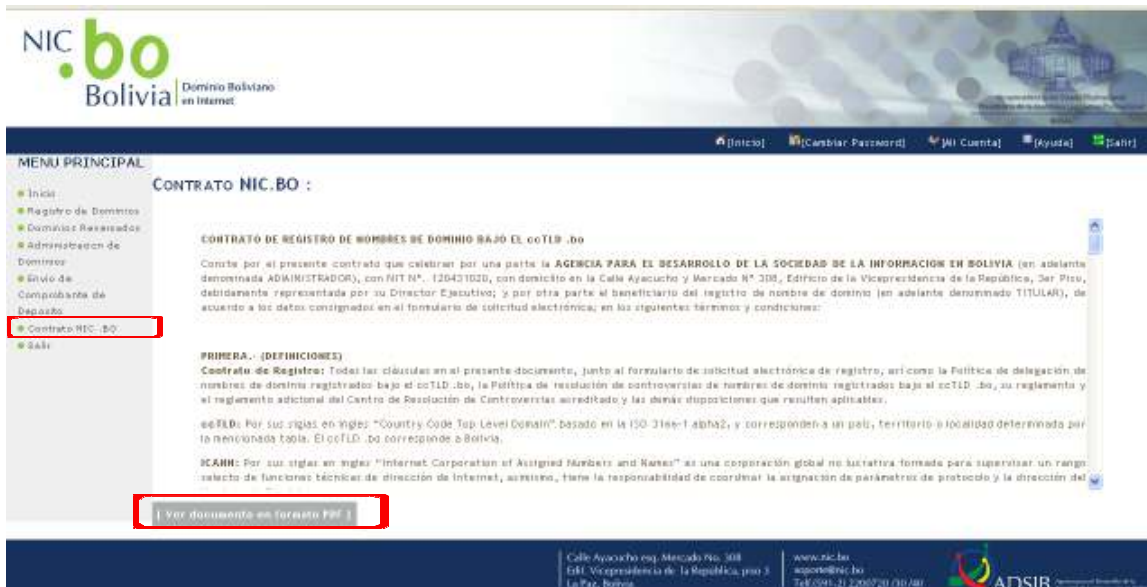 NIC
.bo
Bolivia
Dominio Boliviano
en Internet
[Inicio] [Cambiar Password] [Mi Cuenta] [Ayuda] [Salir]
MENU PRINCIPAL
Inicio
Registro de Dominios
Dominios Reservados
Administracion de
Dominios
Envio de
Comprobante de
Deposito
Contrato NIC .BO
Salir
CONTRATO NIC.BO :
CONTRATO DE REGISTRO DE NOMBRES DE DOMINIO BAJO EL ccTLD .bo
Conste por el presente contrato que celebran por una parte la AGENCIA PARA EL DESARROLLO DE LA SOCIEDAD DE LA INFORMACION EN BOLIVIA (en adelante
denominada ADMINISTRADOR), con NIT Nº. 120431020, con domicilio en la Calle Ayacucho y Mercado Nº 308, Edificio de la Vicepresidencia de la República, 3er Piso,
debidamente representada por su Director Ejecutivo; y por otra parte el beneficiario del registro de nombre de dominio (en adelante denominado TITULAR), de
acuerdo a los datos consignados en el formulario de solicitud electrónica, en los siguientes términos y condiciones:
PRIMERA.- (DEFINICIONES)
Contrato de Registro: Todas las cláusulas en el presente documento, junto al formulario de solicitud electrónica de registro, así como la Política de delegación de
nombres de dominio registrados bajo el ccTLD .bo, la Política de resolución de controversias de nombres de dominio registrados bajo el ccTLD .bo, su reglamento y
el reglamento adicional del Centro de Resolución de Controversias acreditado y las demás disposiciones que resulten aplicables.
ccTLD: Por sus siglas en ingles "Country Code Top Level Domain" basado en la ISO 3166-1 alpha2, y corresponden a un país, territorio o localidad determinada por
la mencionada tabla. El ccTLD .bo corresponde a Bolivia.
ICANN: Por sus siglas en ingles "Internet Corporation of Assigned Numbers and Names" es una corporación global no lucrativa formada para supervisar un rango
selecto de funciones técnicas de dirección de Internet, asimismo, tiene la responsabilidad de coordinar la asignación de parámetros de protocolo y la dirección del
[ Ver documento en formato PDF ]
Calle Ayacucho esq. Mercado No. 308
Edif. Vicepresidencia de la República, piso 3
La Paz, Bolivia
www.nic.bo
soporte@nic.bo
Telf (591-2) 2200720 /30 /40
ADSIB